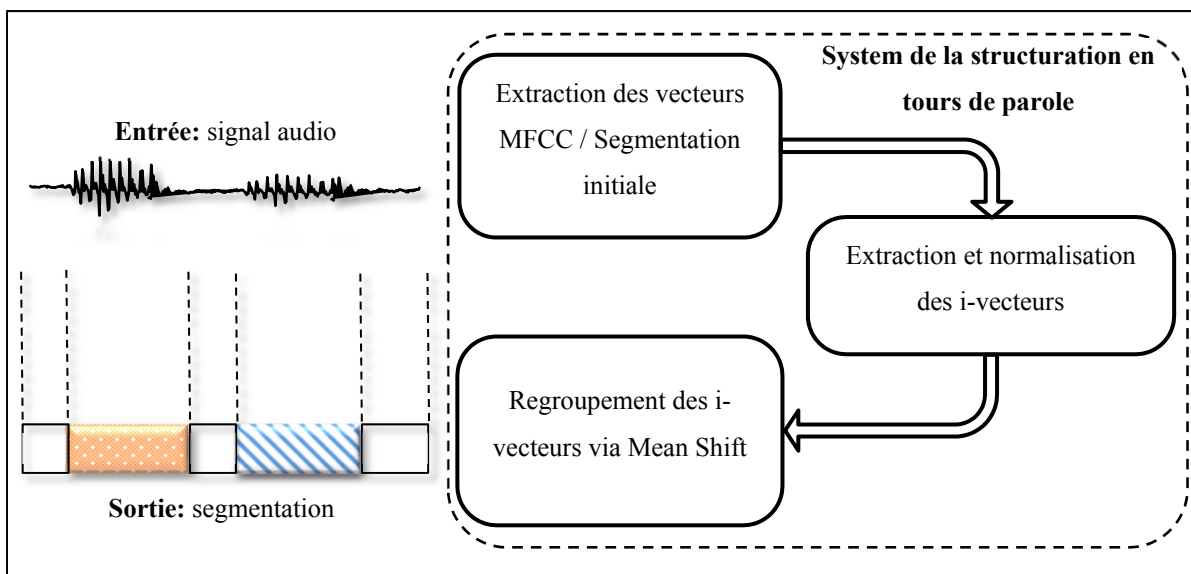 Entrée: signal audio
Sortie: segmentation
System de la structuration en
tours de parole
Extraction des vecteurs
MFCC / Segmentation
initiale
Extraction et normalisation
des i-vecteurs
Regroupement des i-
vecteurs via Mean Shift